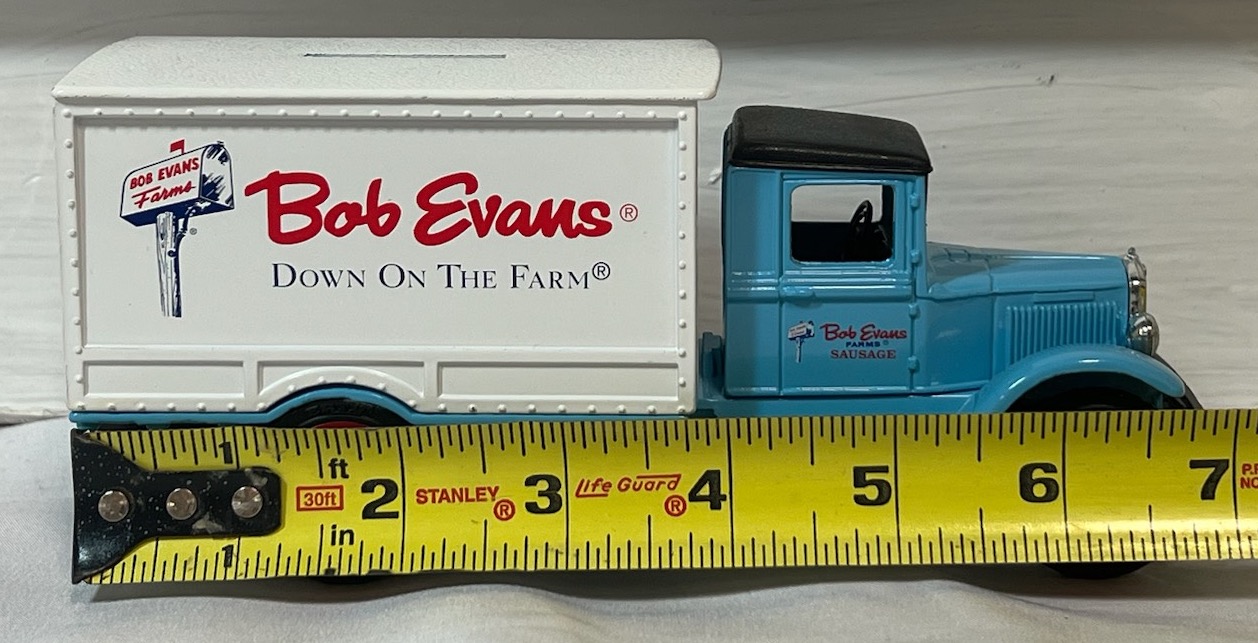 BOB EVANS
Farms
®
Bob Evans®
DOWN ON THE FARM®
Bob Evans
FARMS®
SAUSAGE
1 ft 2 3 4 5 6 7
30ft STANLEY® Life Guard®
1 in